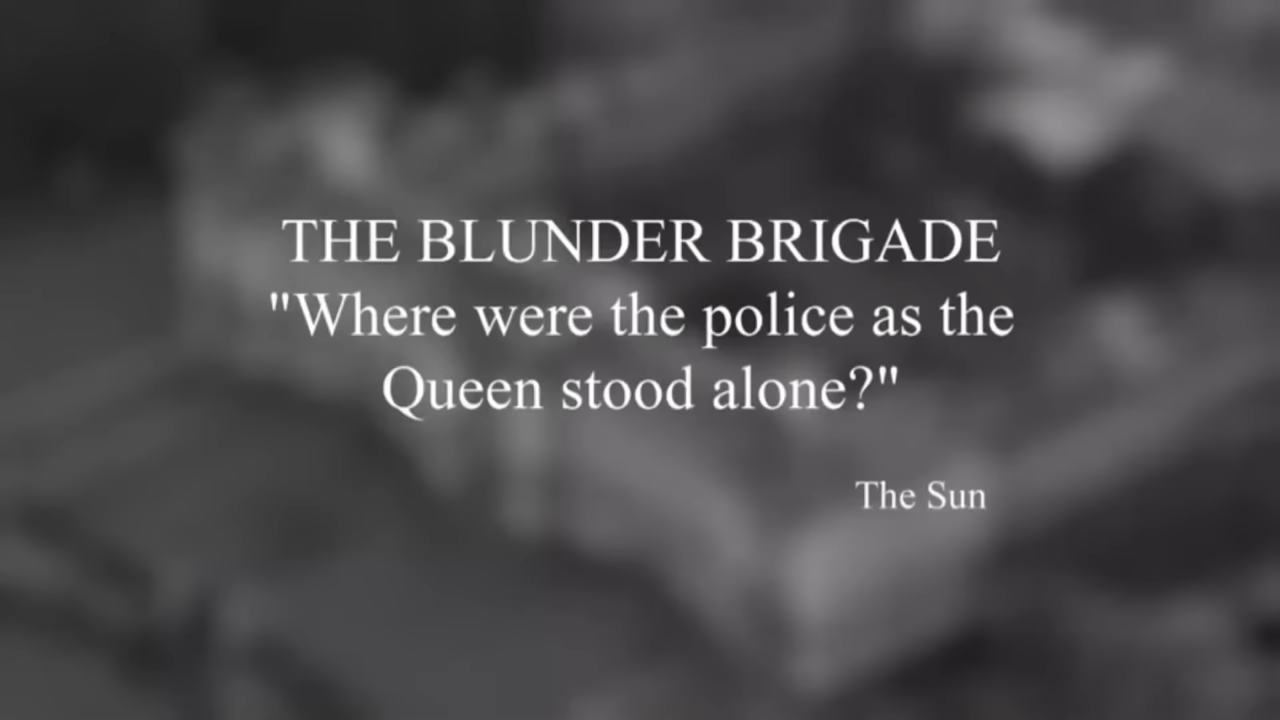 THE BLUNDER BRIGADE
"Where were the police as the
Queen stood alone?"
The Sun